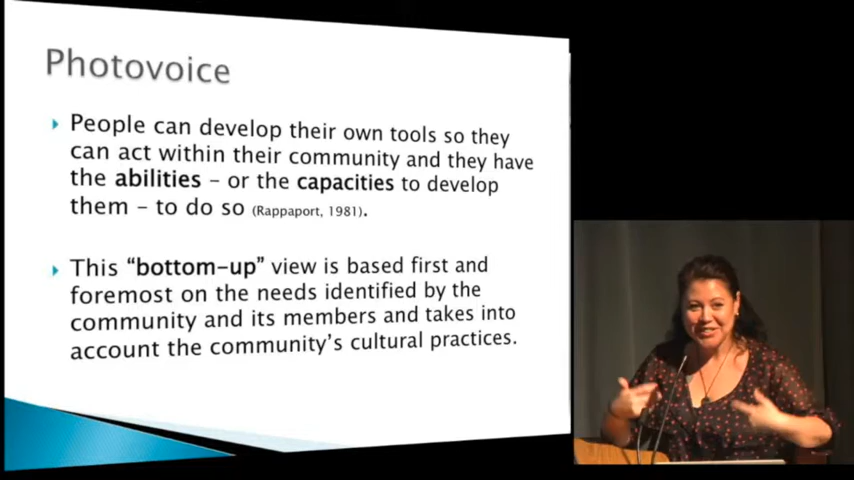 Photovoice
People can develop their own tools so they
can act within their community and they have
the abilities – or the capacities to develop
them – to do so (Rappaport, 1981).
This “bottom-up” view is based first and
foremost on the needs identified by the
community and its members and takes into
account the community’s cultural practices.